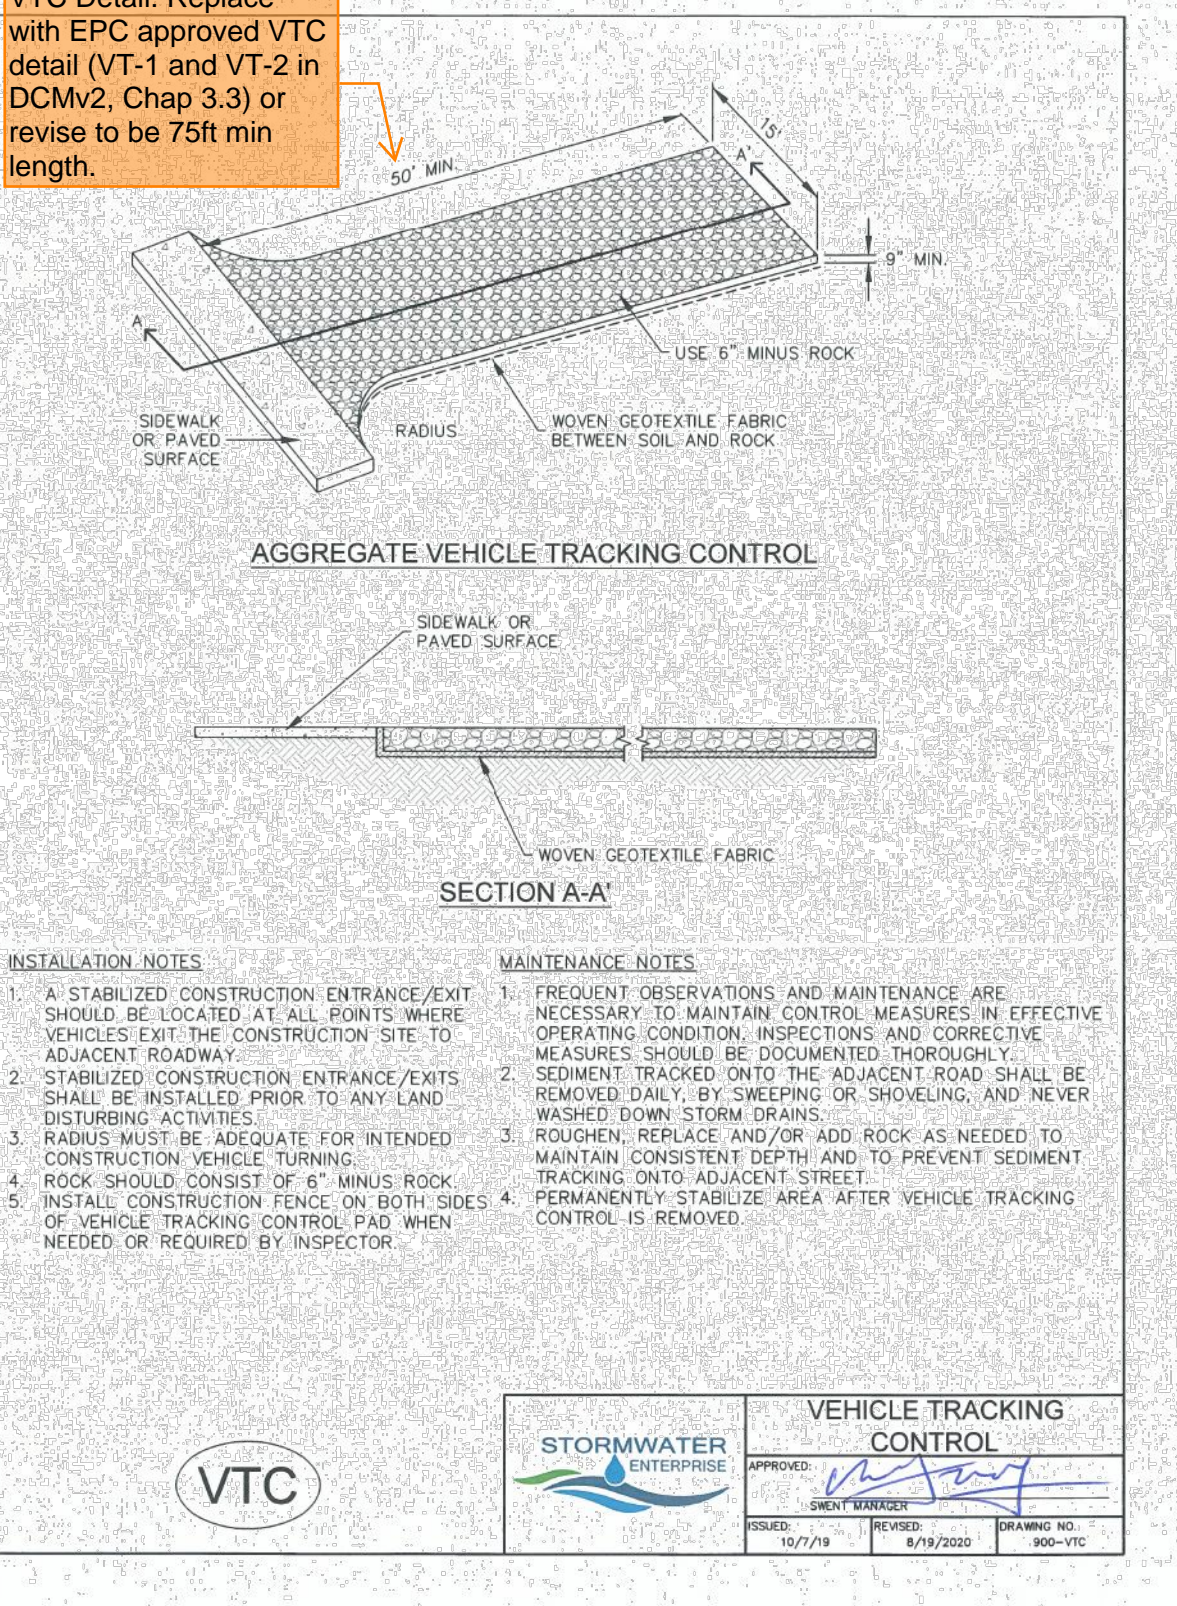 VTC Detail: Replace
with EPC approved VTC
detail (VT-1 and VT-2 in
DCMv2, Chap 3.3) or
revise to be 75ft min
length.
50' MIN.
15'
A'
9" MIN.
A
USE 6" MINUS ROCK
SIDEWALK
OR PAVED
SURFACE
RADIUS
WOVEN GEOTEXTILE FABRIC
BETWEEN SOIL AND ROCK
AGGREGATE VEHICLE TRACKING CONTROL
SIDEWALK OR
PAVED SURFACE
WOVEN GEOTEXTILE FABRIC
SECTION A-A'
INSTALLATION NOTES
1. A STABILIZED CONSTRUCTION ENTRANCE/EXIT
SHOULD BE LOCATED AT ALL POINTS WHERE
VEHICLES EXIT THE CONSTRUCTION SITE TO
ADJACENT ROADWAY.
2. STABILIZED CONSTRUCTION ENTRANCE/EXITS
SHALL BE INSTALLED PRIOR TO ANY LAND
DISTURBING ACTIVITIES.
3. RADIUS MUST BE ADEQUATE FOR INTENDED
CONSTRUCTION VEHICLE TURNING.
4. ROCK SHOULD CONSIST OF 6" MINUS ROCK.
5. INSTALL CONSTRUCTION FENCE ON BOTH SIDES
OF VEHICLE TRACKING CONTROL PAD WHEN
NEEDED OR REQUIRED BY INSPECTOR.
MAINTENANCE NOTES
1. FREQUENT OBSERVATIONS AND MAINTENANCE ARE
NECESSARY TO MAINTAIN CONTROL MEASURES IN EFFECTIVE
OPERATING CONDITION. INSPECTIONS AND CORRECTIVE
MEASURES SHOULD BE DOCUMENTED THOROUGHLY.
2. SEDIMENT TRACKED ONTO THE ADJACENT ROAD SHALL BE
REMOVED DAILY, BY SWEEPING OR SHOVELING, AND NEVER
WASHED DOWN STORM DRAINS.
3. ROUGHEN, REPLACE AND/OR ADD ROCK AS NEEDED TO
MAINTAIN CONSISTENT DEPTH AND TO PREVENT SEDIMENT
TRACKING ONTO ADJACENT STREET.
4. PERMANENTLY STABILIZE AREA AFTER VEHICLE TRACKING
CONTROL IS REMOVED.
VTC
STORMWATER
ENTERPRISE
VEHICLE TRACKING
CONTROL
APPROVED:
SWENT MANAGER
ISSUED:
10/7/19
REVISED:
8/19/2020
DRAWING NO.
900-VTC